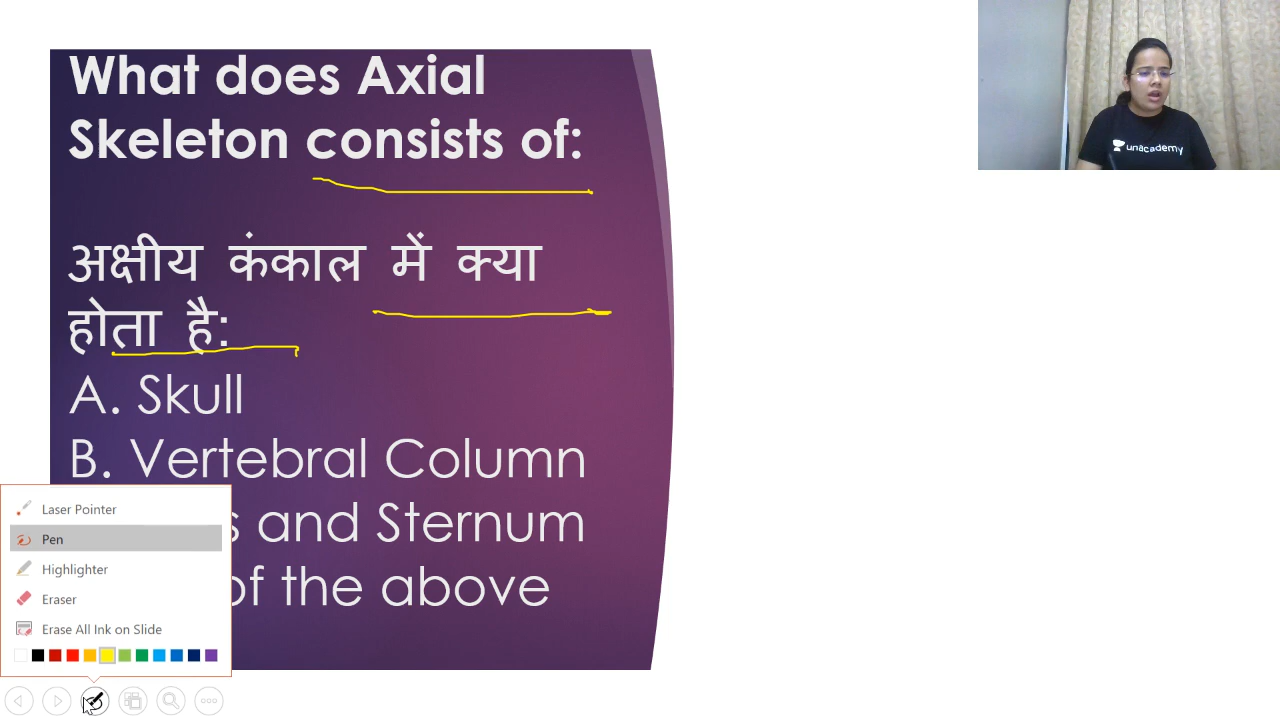 What does Axial
Skeleton consists of:
अक्षीय कंकाल में क्या
होता है:
A. Skull
B. Vertebral Column
s and Sternum
of the above
Laser Pointer
Pen
Highlighter
Eraser
Erase All Ink on Slide
unacademy